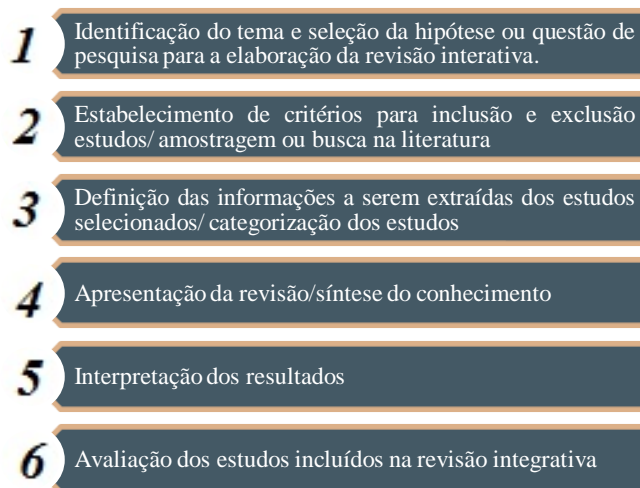 1
Identificação do tema e seleção da hipótese ou questão de
pesquisa para a elaboração da revisão interativa.
2
Estabelecimento de critérios para inclusão e exclusão
estudos/ amostragem ou busca na literatura
3
Definição das informações a serem extraídas dos estudos
selecionados/ categorização dos estudos
4
Apresentação da revisão/síntese do conhecimento
5
Interpretação dos resultados
6
Avaliação dos estudos incluídos na revisão integrativa